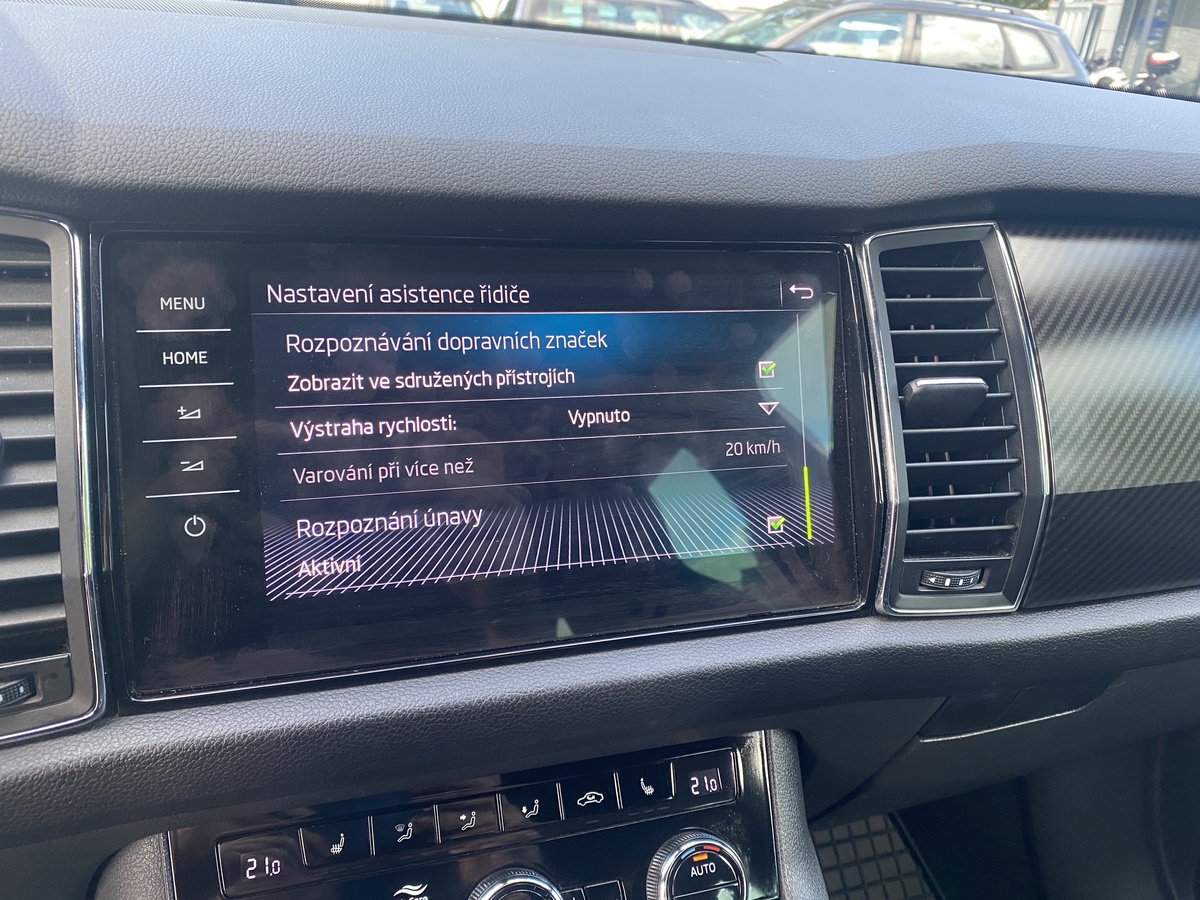 Nastavení asistence řidiče
MENU
HOME
Rozpoznávání dopravních značek
Zobrazit ve sdružených přístrojích
Výstraha rychlosti: Vypnuto
Varování při více než 20 km/h
Rozpoznání únavy
Aktivní
21,0
21,0
AUTO